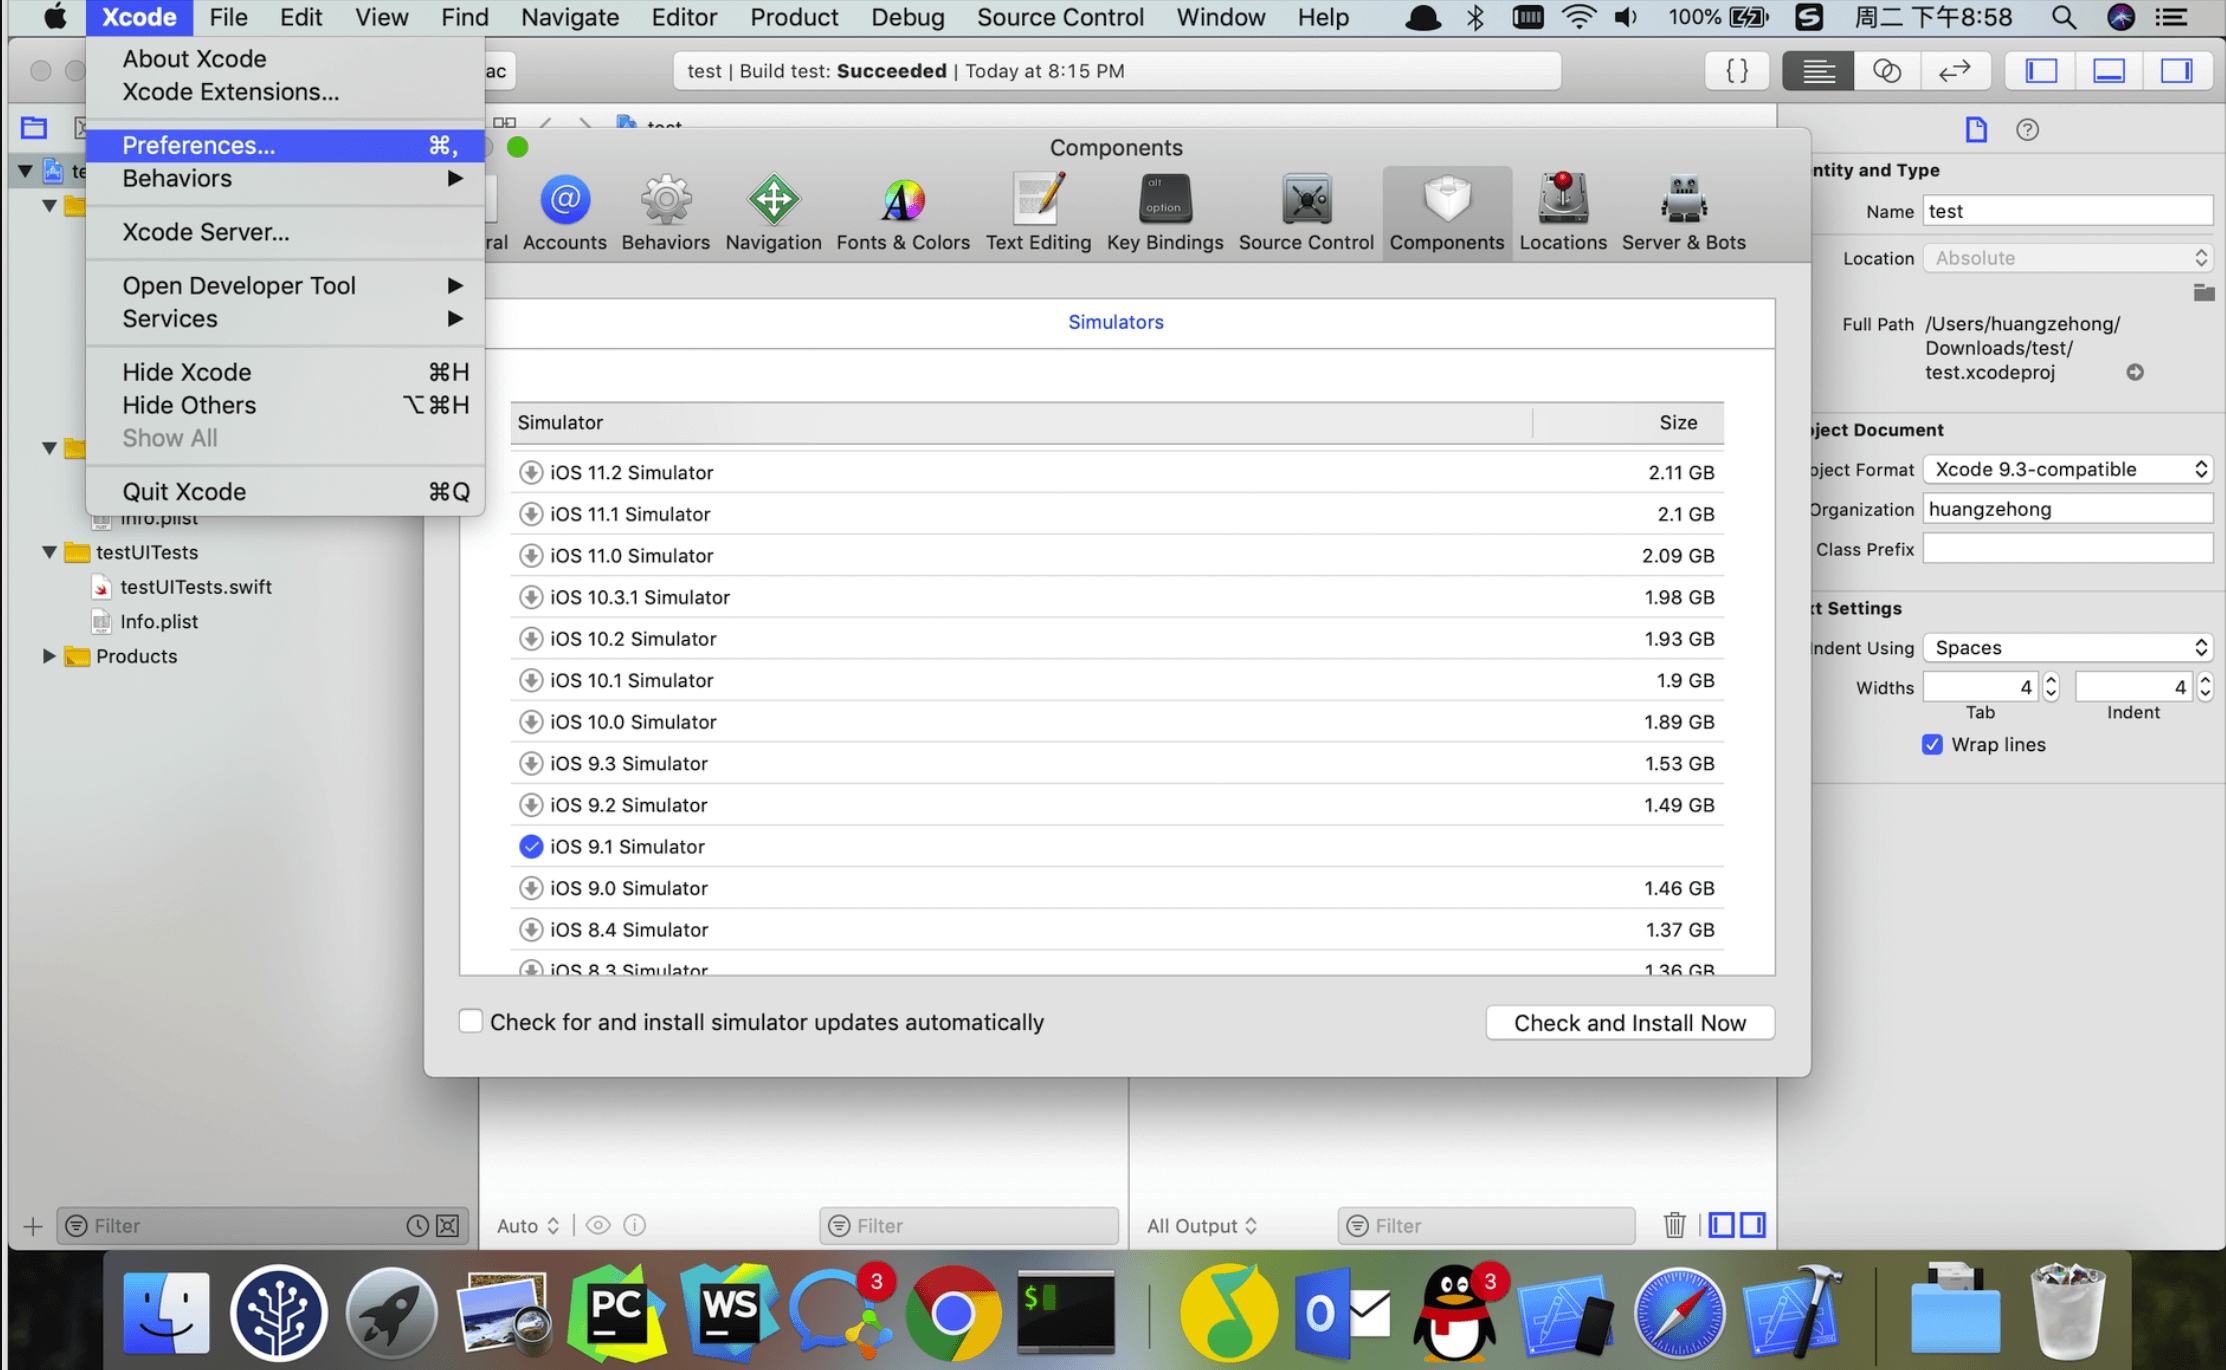 Xcode File Edit View Find Navigate Editor Product Debug Source Control Window Help 100% 周二 下午8:58
About Xcode
Xcode Extensions...
Preferences... ⌘,
Behaviors
Xcode Server...
Open Developer Tool
Services
Hide Xcode ⌘H
Hide Others ⌥⌘H
Show All
Quit Xcode ⌘Q
ac
test | Build test: Succeeded | Today at 8:15 PM
{ }
test
te
Info.plist
testUITests
testUITests.swift
Info.plist
Products
Components
ral Accounts Behaviors Navigation Fonts & Colors Text Editing Key Bindings Source Control Components Locations Server & Bots
alt
option
Simulators
Simulator Size
iOS 11.2 Simulator 2.11 GB
iOS 11.1 Simulator 2.1 GB
iOS 11.0 Simulator 2.09 GB
iOS 10.3.1 Simulator 1.98 GB
iOS 10.2 Simulator 1.93 GB
iOS 10.1 Simulator 1.9 GB
iOS 10.0 Simulator 1.89 GB
iOS 9.3 Simulator 1.53 GB
iOS 9.2 Simulator 1.49 GB
iOS 9.1 Simulator
iOS 9.0 Simulator 1.46 GB
iOS 8.4 Simulator 1.37 GB
iOS 8.3 Simulator 1.36 GB
Check for and install simulator updates automatically
Check and Install Now
ntity and Type
Name test
Location Absolute
Full Path /Users/huangzehong/
Downloads/test/
test.xcodeproj
ject Document
ject Format Xcode 9.3-compatible
Organization huangzehong
Class Prefix
xt Settings
Indent Using Spaces
Widths 4 4
Tab Indent
Wrap lines
Filter
Auto
Filter
All Output
Filter
PC
WS
3
$
O
3